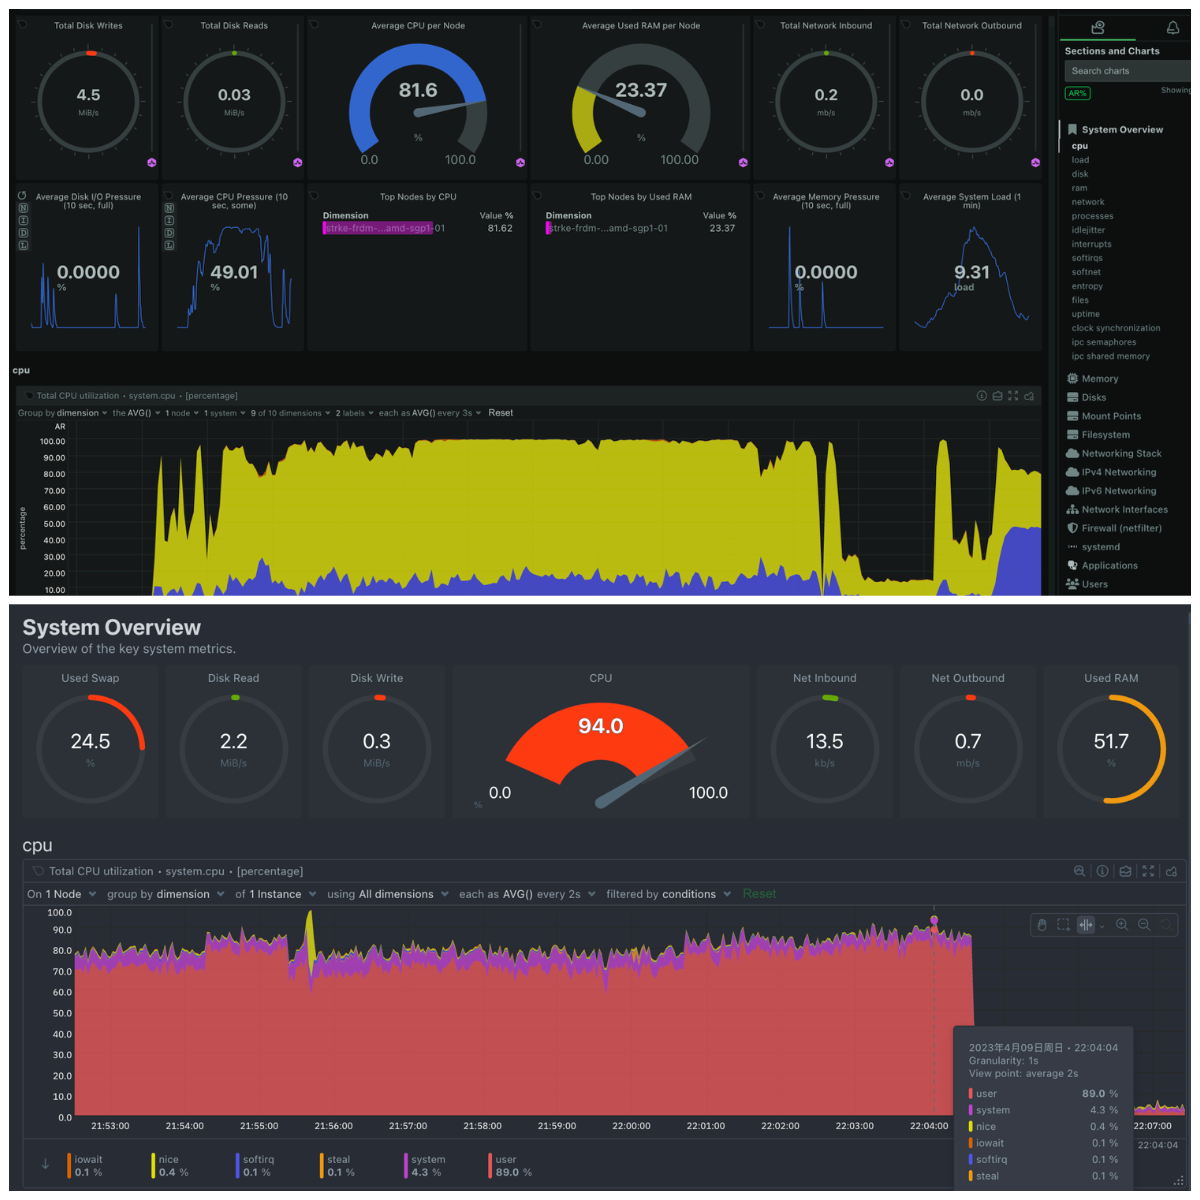 Total Disk Writes
4.5
MiB/s
Total Disk Reads
0.03
MiB/s
Average CPU per Node
81.6
%
0.0 100.0
Average Used RAM per Node
23.37
%
0.00 100.00
Total Network Inbound
0.2
mb/s
Total Network Outbound
0.0
mb/s
Average Disk I/O Pressure
(10 sec, full)
N
I
D
L
0.0000
%
Average CPU Pressure (10
sec, some)
N
I
D
L
49.01
%
Top Nodes by CPU
Dimension Value %
strke-frdm-...amd-sgp1-01 81.62
Top Nodes by Used RAM
Dimension Value %
strke-frdm-...amd-sgp1-01 23.37
Average Memory Pressure
(10 sec, full)
0.0000
%
Average System Load (1
min)
9.31
load
Sections and Charts
Search charts
AR% Showing
System Overview
cpu
load
disk
ram
network
processes
idlejitter
interrupts
softirqs
softnet
entropy
files
uptime
clock synchronization
ipc semaphores
ipc shared memory
Memory
Disks
Mount Points
Filesystem
Networking Stack
IPv4 Networking
IPv6 Networking
Network Interfaces
Firewall (netfilter)
systemd
Applications
Users
cpu
Total CPU utilization • system.cpu • [percentage]
Group by dimension the AVG() 1 node 1 system 9 of 10 dimensions 2 labels each as AVG() every 3s Reset
AR
100.00
90.00
80.00
70.00
60.00
50.00
40.00
30.00
20.00
10.00
percentage
System Overview
Overview of the key system metrics.
Used Swap
24.5
%
Disk Read
2.2
MiB/s
Disk Write
0.3
MiB/s
CPU
94.0
% 0.0 100.0
Net Inbound
13.5
kb/s
Net Outbound
0.7
mb/s
Used RAM
51.7
%
cpu
Total CPU utilization • system.cpu • [percentage]
On 1 Node group by dimension of 1 Instance using All dimensions each as AVG() every 2s filtered by conditions Reset
100.0
90.0
80.0
70.0
60.0
50.0
40.0
30.0
20.0
10.0
0.0
21:53:00 21:54:00 21:55:00 21:56:00 21:57:00 21:58:00 21:59:00 22:00:00 22:01:00 22:02:00 22:03:00 22:04:00 22:07:00
2023年4月09日周日 • 22:04:04
Granularity: 1s
View point: average 2s
user 89.0 %
system 4.3 %
nice 0.4 %
iowait 0.1 %
softirq 0.1 %
steal 0.1 %
22:04:04
iowait
0.1 %
nice
0.4 %
softirq
0.1 %
steal
0.1 %
system
4.3 %
user
89.0 %